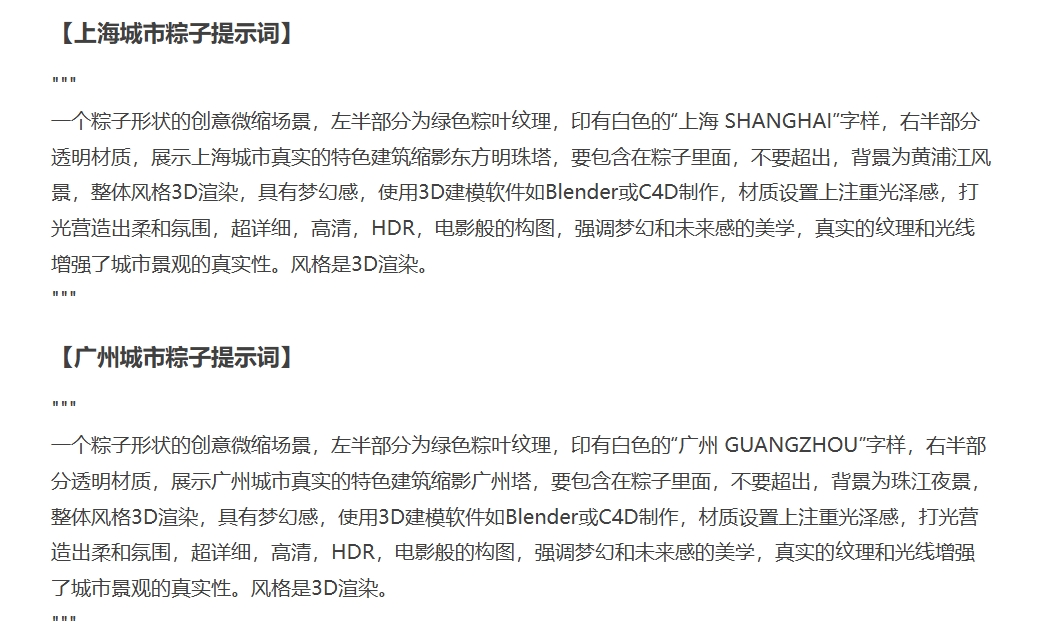 【上海城市粽子提示词】
"""
一个粽子形状的创意微缩场景，左半部分为绿色粽叶纹理，印有白色的“上海 SHANGHAI”字样，右半部分
透明材质，展示上海城市真实的特色建筑缩影东方明珠塔，要包含在粽子里面，不要超出，背景为黄浦江风
景，整体风格3D渲染，具有梦幻感，使用3D建模软件如Blender或C4D制作，材质设置上注重光泽感，打
光营造出柔和氛围，超详细，高清，HDR，电影般的构图，强调梦幻和未来感的美学，真实的纹理和光线
增强了城市景观的真实性。风格是3D渲染。
"""
【广州城市粽子提示词】
"""
一个粽子形状的创意微缩场景，左半部分为绿色粽叶纹理，印有白色的“广州 GUANGZHOU”字样，右半部
分透明材质，展示广州城市真实的特色建筑缩影广州塔，要包含在粽子里面，不要超出，背景为珠江夜景，
整体风格3D渲染，具有梦幻感，使用3D建模软件如Blender或C4D制作，材质设置上注重光泽感，打光营
造出柔和氛围，超详细，高清，HDR，电影般的构图，强调梦幻和未来感的美学，真实的纹理和光线增强
了城市景观的真实性。风格是3D渲染。
"""